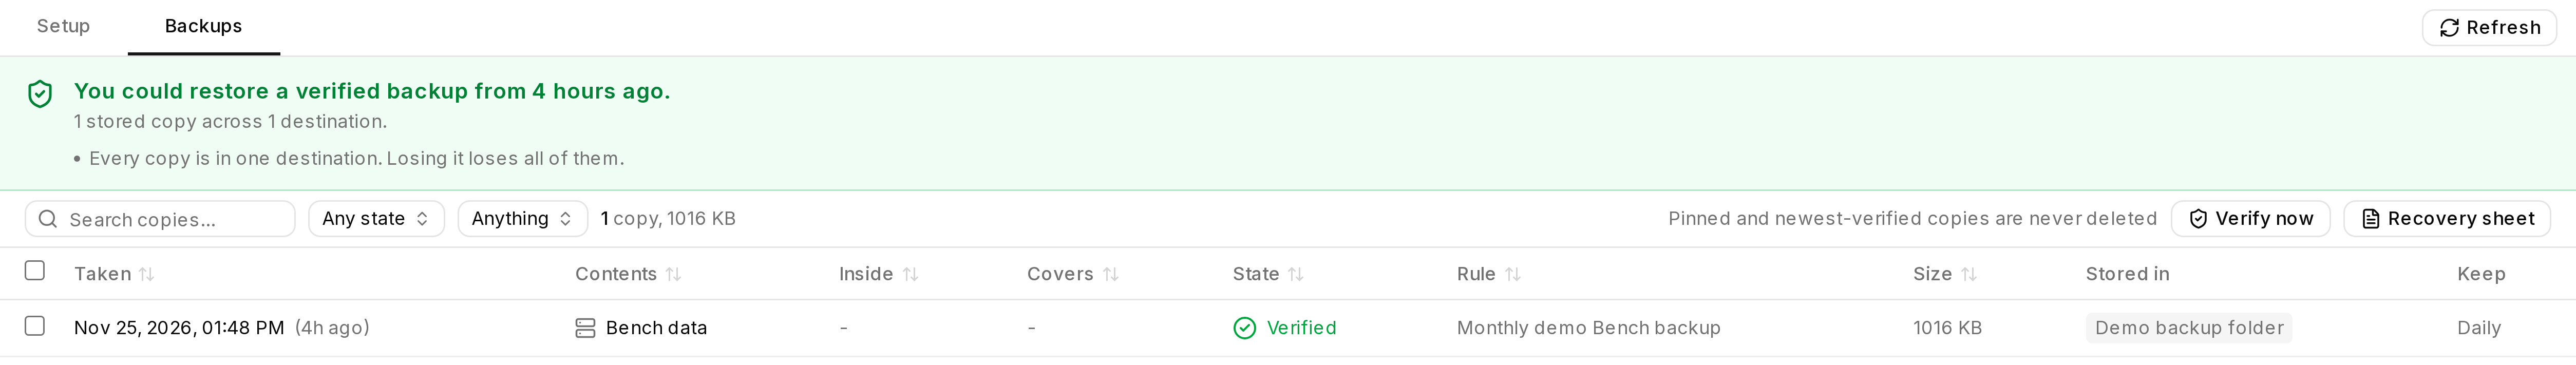 Setup
Backups
Refresh
You could restore a verified backup from 4 hours ago.
1 stored copy across 1 destination.
• Every copy is in one destination. Losing it loses all of them.
Search copies...
Any state
Anything
1 copy, 1016 KB
Pinned and newest-verified copies are never deleted
Verify now
Recovery sheet
Taken Contents Inside Covers State Rule Size Stored in Keep
Nov 25, 2026, 01:48 PM (4h ago) Bench data - - Verified Monthly demo Bench backup 1016 KB Demo backup folder Daily